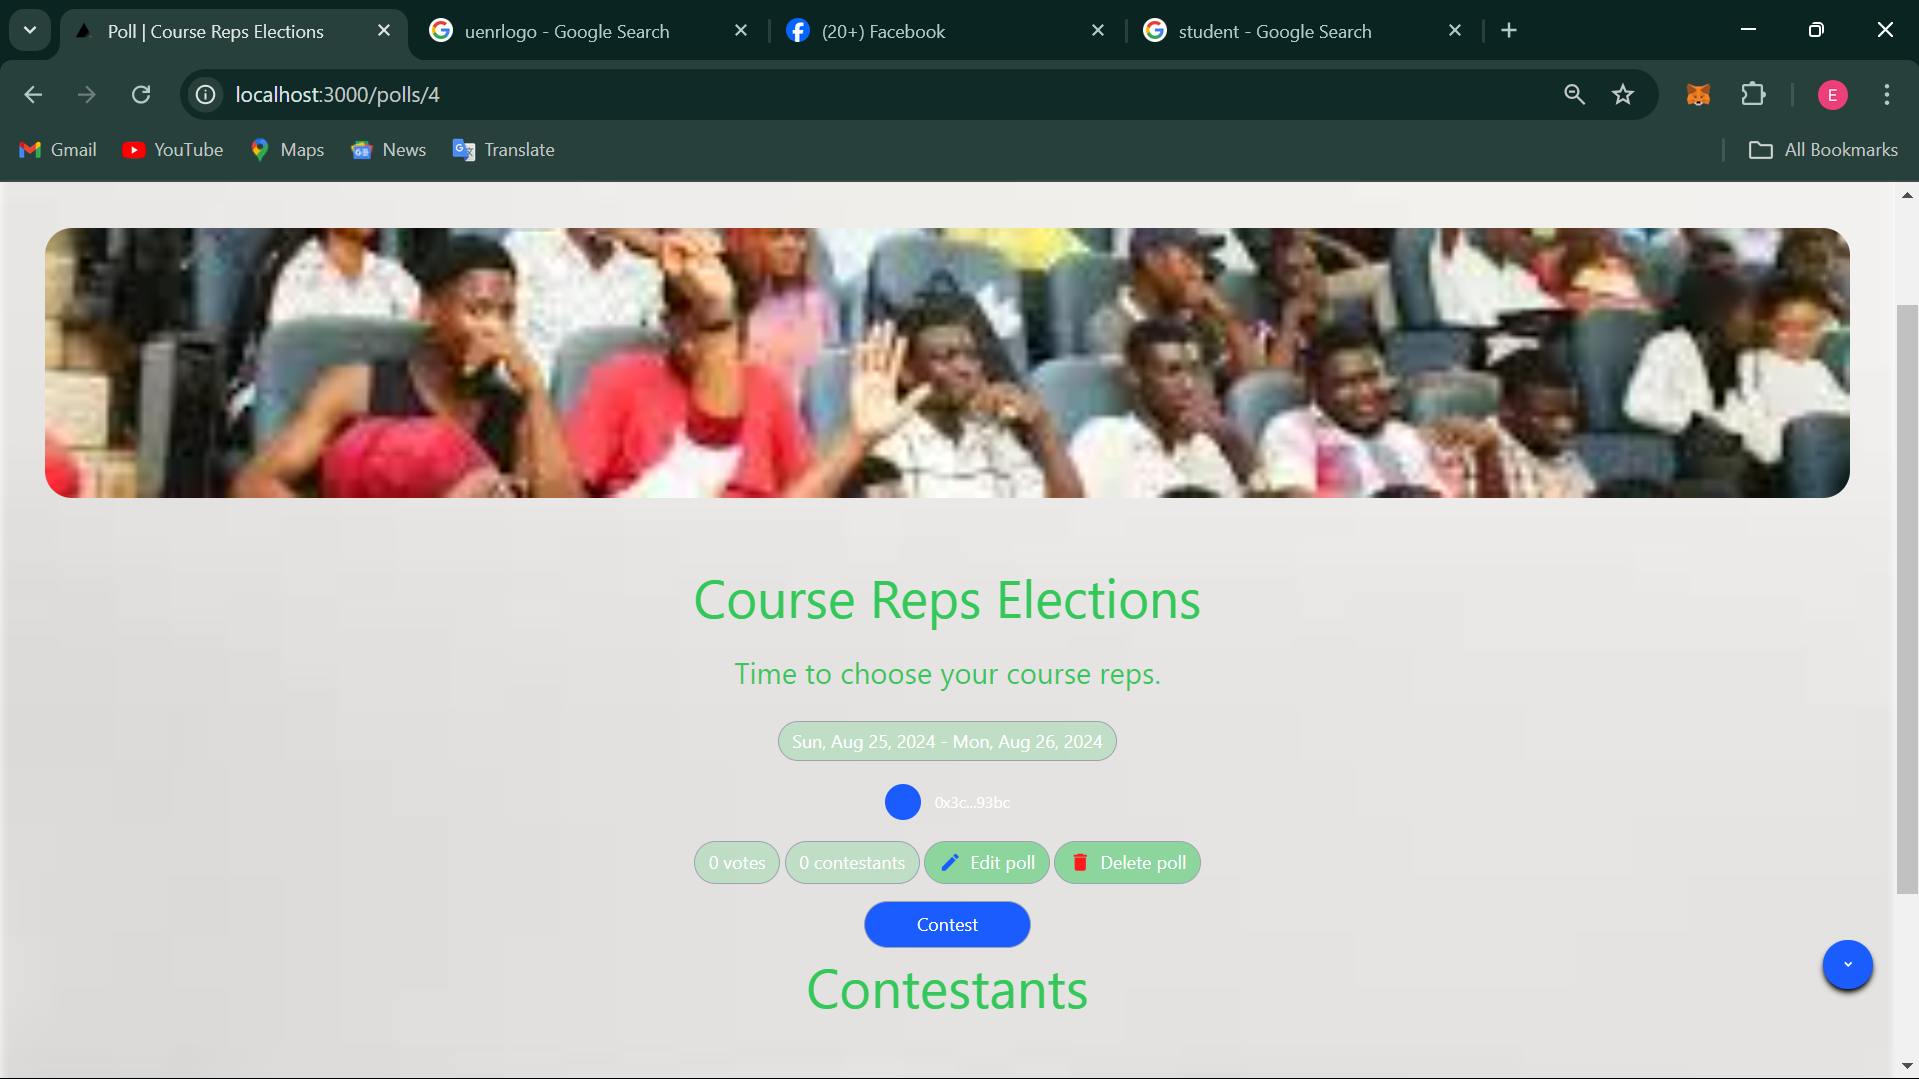 Poll | Course Reps Elections
uenrlogo - Google Search
(20+) Facebook
student - Google Search
localhost:3000/polls/4
E
Gmail
YouTube
Maps
News
Translate
All Bookmarks
Course Reps Elections
Time to choose your course reps.
Sun, Aug 25, 2024 - Mon, Aug 26, 2024
0x3c...93bc
0 votes
0 contestants
Edit poll
Delete poll
Contest
Contestants